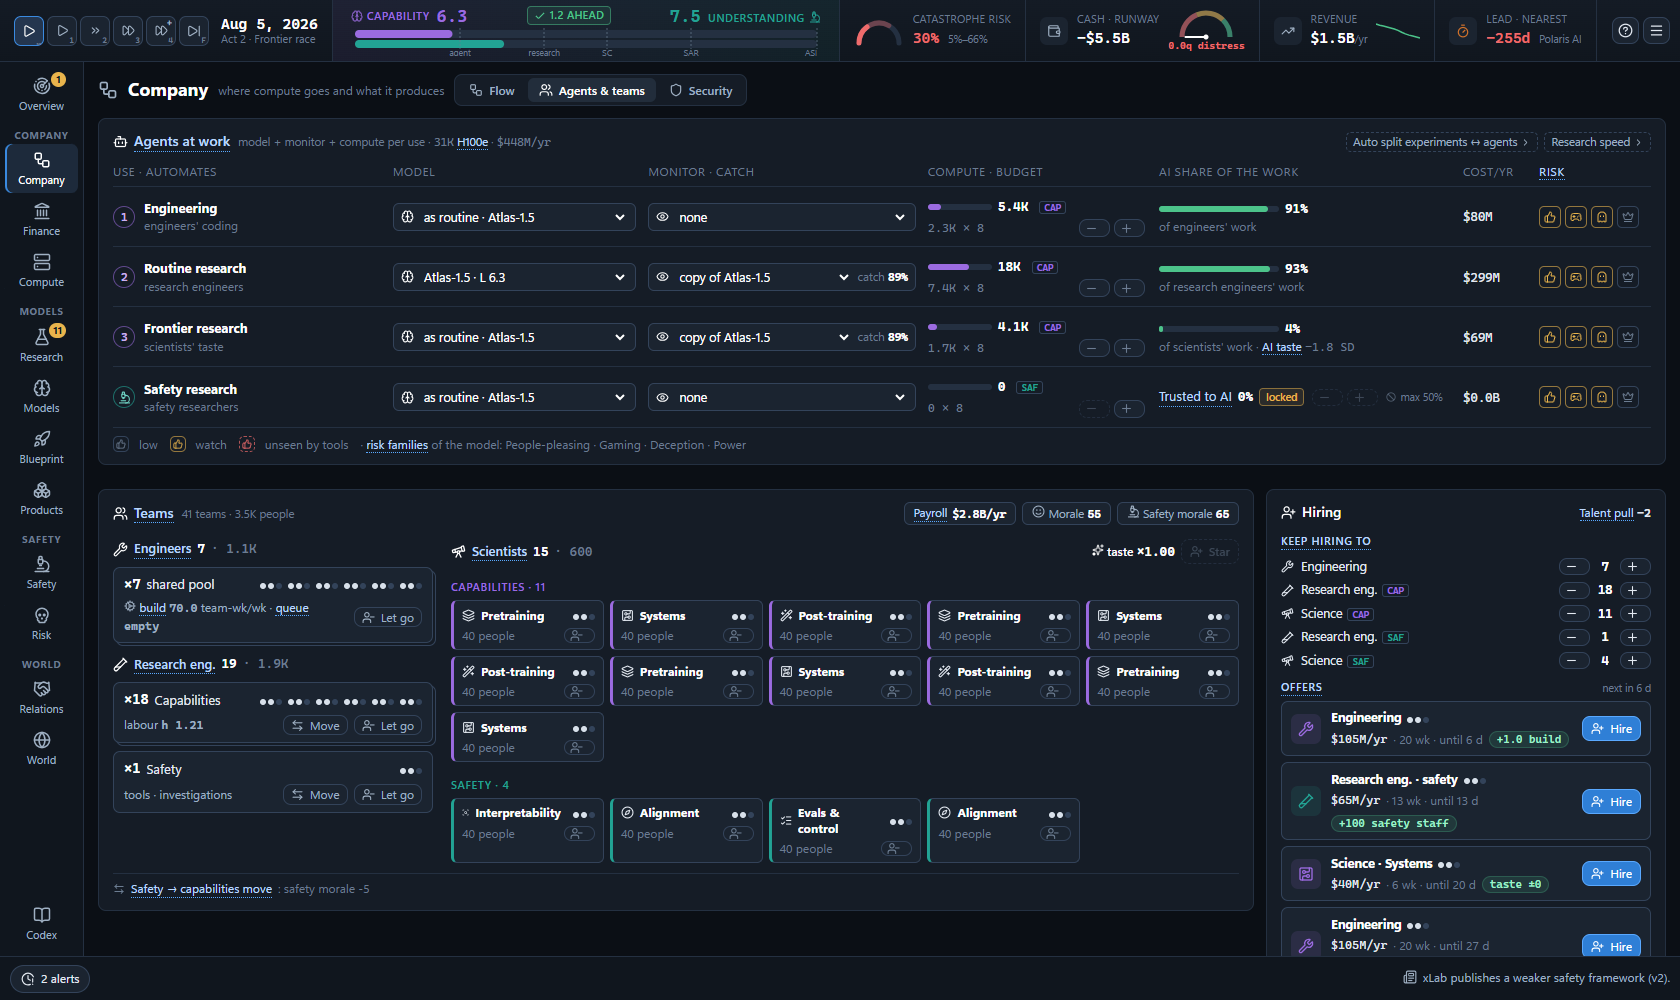 Aug 5, 2026
Act 2 · Frontier race
1
2
3
4
F
CAPABILITY 6.3
1.2 AHEAD
7.5 UNDERSTANDING
agent
research
SC
SAR
ASI
CATASTROPHE RISK
30% 5%–66%
CASH · RUNWAY
−$5.5B
0.0q distress
REVENUE
$1.5B/yr
LEAD · NEAREST
−255d Polaris AI
1
Overview
COMPANY
Company
Finance
Compute
MODELS
11
Research
Models
Blueprint
Products
SAFETY
Safety
Risk
WORLD
Relations
World
Codex
Company where compute goes and what it produces
Flow
Agents & teams
Security
Agents at work model + monitor + compute per use · 31K H100e · $448M/yr
Auto split experiments ↔ agents >
Research speed >
USE · AUTOMATES
MODEL
MONITOR · CATCH
COMPUTE · BUDGET
AI SHARE OF THE WORK
COST/YR
RISK
1
Engineering
engineers' coding
as routine · Atlas-1.5
none
5.4K CAP
2.3K × 8
− +
91%
of engineers' work
$80M
2
Routine research
research engineers
Atlas-1.5 · L 6.3
copy of Atlas-1.5
catch 89%
18K CAP
7.4K × 8
− +
93%
of research engineers' work
$299M
3
Frontier research
scientists' taste
as routine · Atlas-1.5
copy of Atlas-1.5
catch 89%
4.1K CAP
1.7K × 8
− +
4%
of scientists' work · AI taste −1.8 SD
$69M
Safety research
safety researchers
as routine · Atlas-1.5
none
0 SAF
0 × 8
− +
Trusted to AI 0% locked − + max 50%
$0.0B
low watch unseen by tools · risk families of the model: People-pleasing · Gaming · Deception · Power
Teams 41 teams · 3.5K people
Payroll $2.8B/yr
Morale 55
Safety morale 65
Engineers 7 · 1.1K
×7 shared pool
build 70.0 team-wk/wk · queue empty
Let go
Research eng. 19 · 1.9K
×18 Capabilities
labour h 1.21
Move
Let go
×1 Safety
tools · investigations
Move
Let go
Scientists 15 · 600
taste ×1.00
Star
CAPABILITIES · 11
Pretraining
40 people
Systems
40 people
Post-training
40 people
Pretraining
40 people
Systems
40 people
Post-training
40 people
Pretraining
40 people
Systems
40 people
Post-training
40 people
Pretraining
40 people
Systems
40 people
SAFETY · 4
Interpretability
40 people
Alignment
40 people
Evals & control
40 people
Alignment
40 people
Safety → capabilities move : safety morale -5
Hiring
Talent pull −2
KEEP HIRING TO
Engineering − 7 +
Research eng. CAP − 18 +
Science CAP − 11 +
Research eng. SAF − 1 +
Science SAF − 4 +
OFFERS
next in 6 d
Engineering
$105M/yr · 20 wk · until 6 d +1.0 build
Hire
Research eng. · safety
$65M/yr · 13 wk · until 13 d
+100 safety staff
Hire
Science · Systems
$40M/yr · 6 wk · until 20 d taste ±0
Hire
Engineering
$105M/yr · 20 wk · until 27 d
Hire
2 alerts
xLab publishes a weaker safety framework (v2).